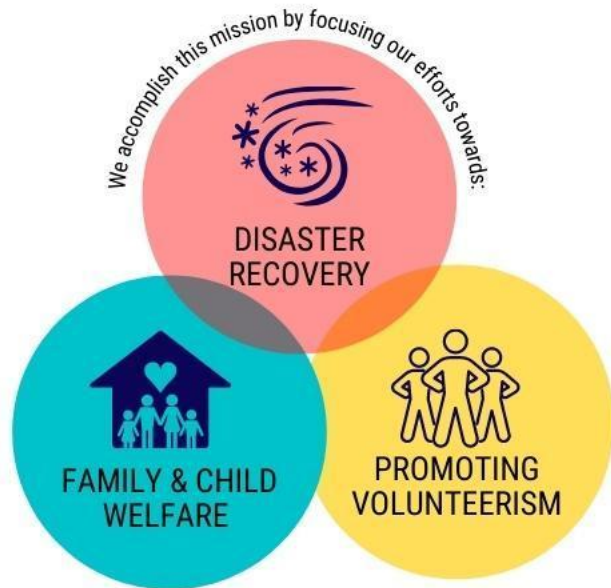 We accomplish this mission by focusing our efforts towards:
DISASTER
RECOVERY
FAMILY & CHILD
WELFARE
PROMOTING
VOLUNTEERISM